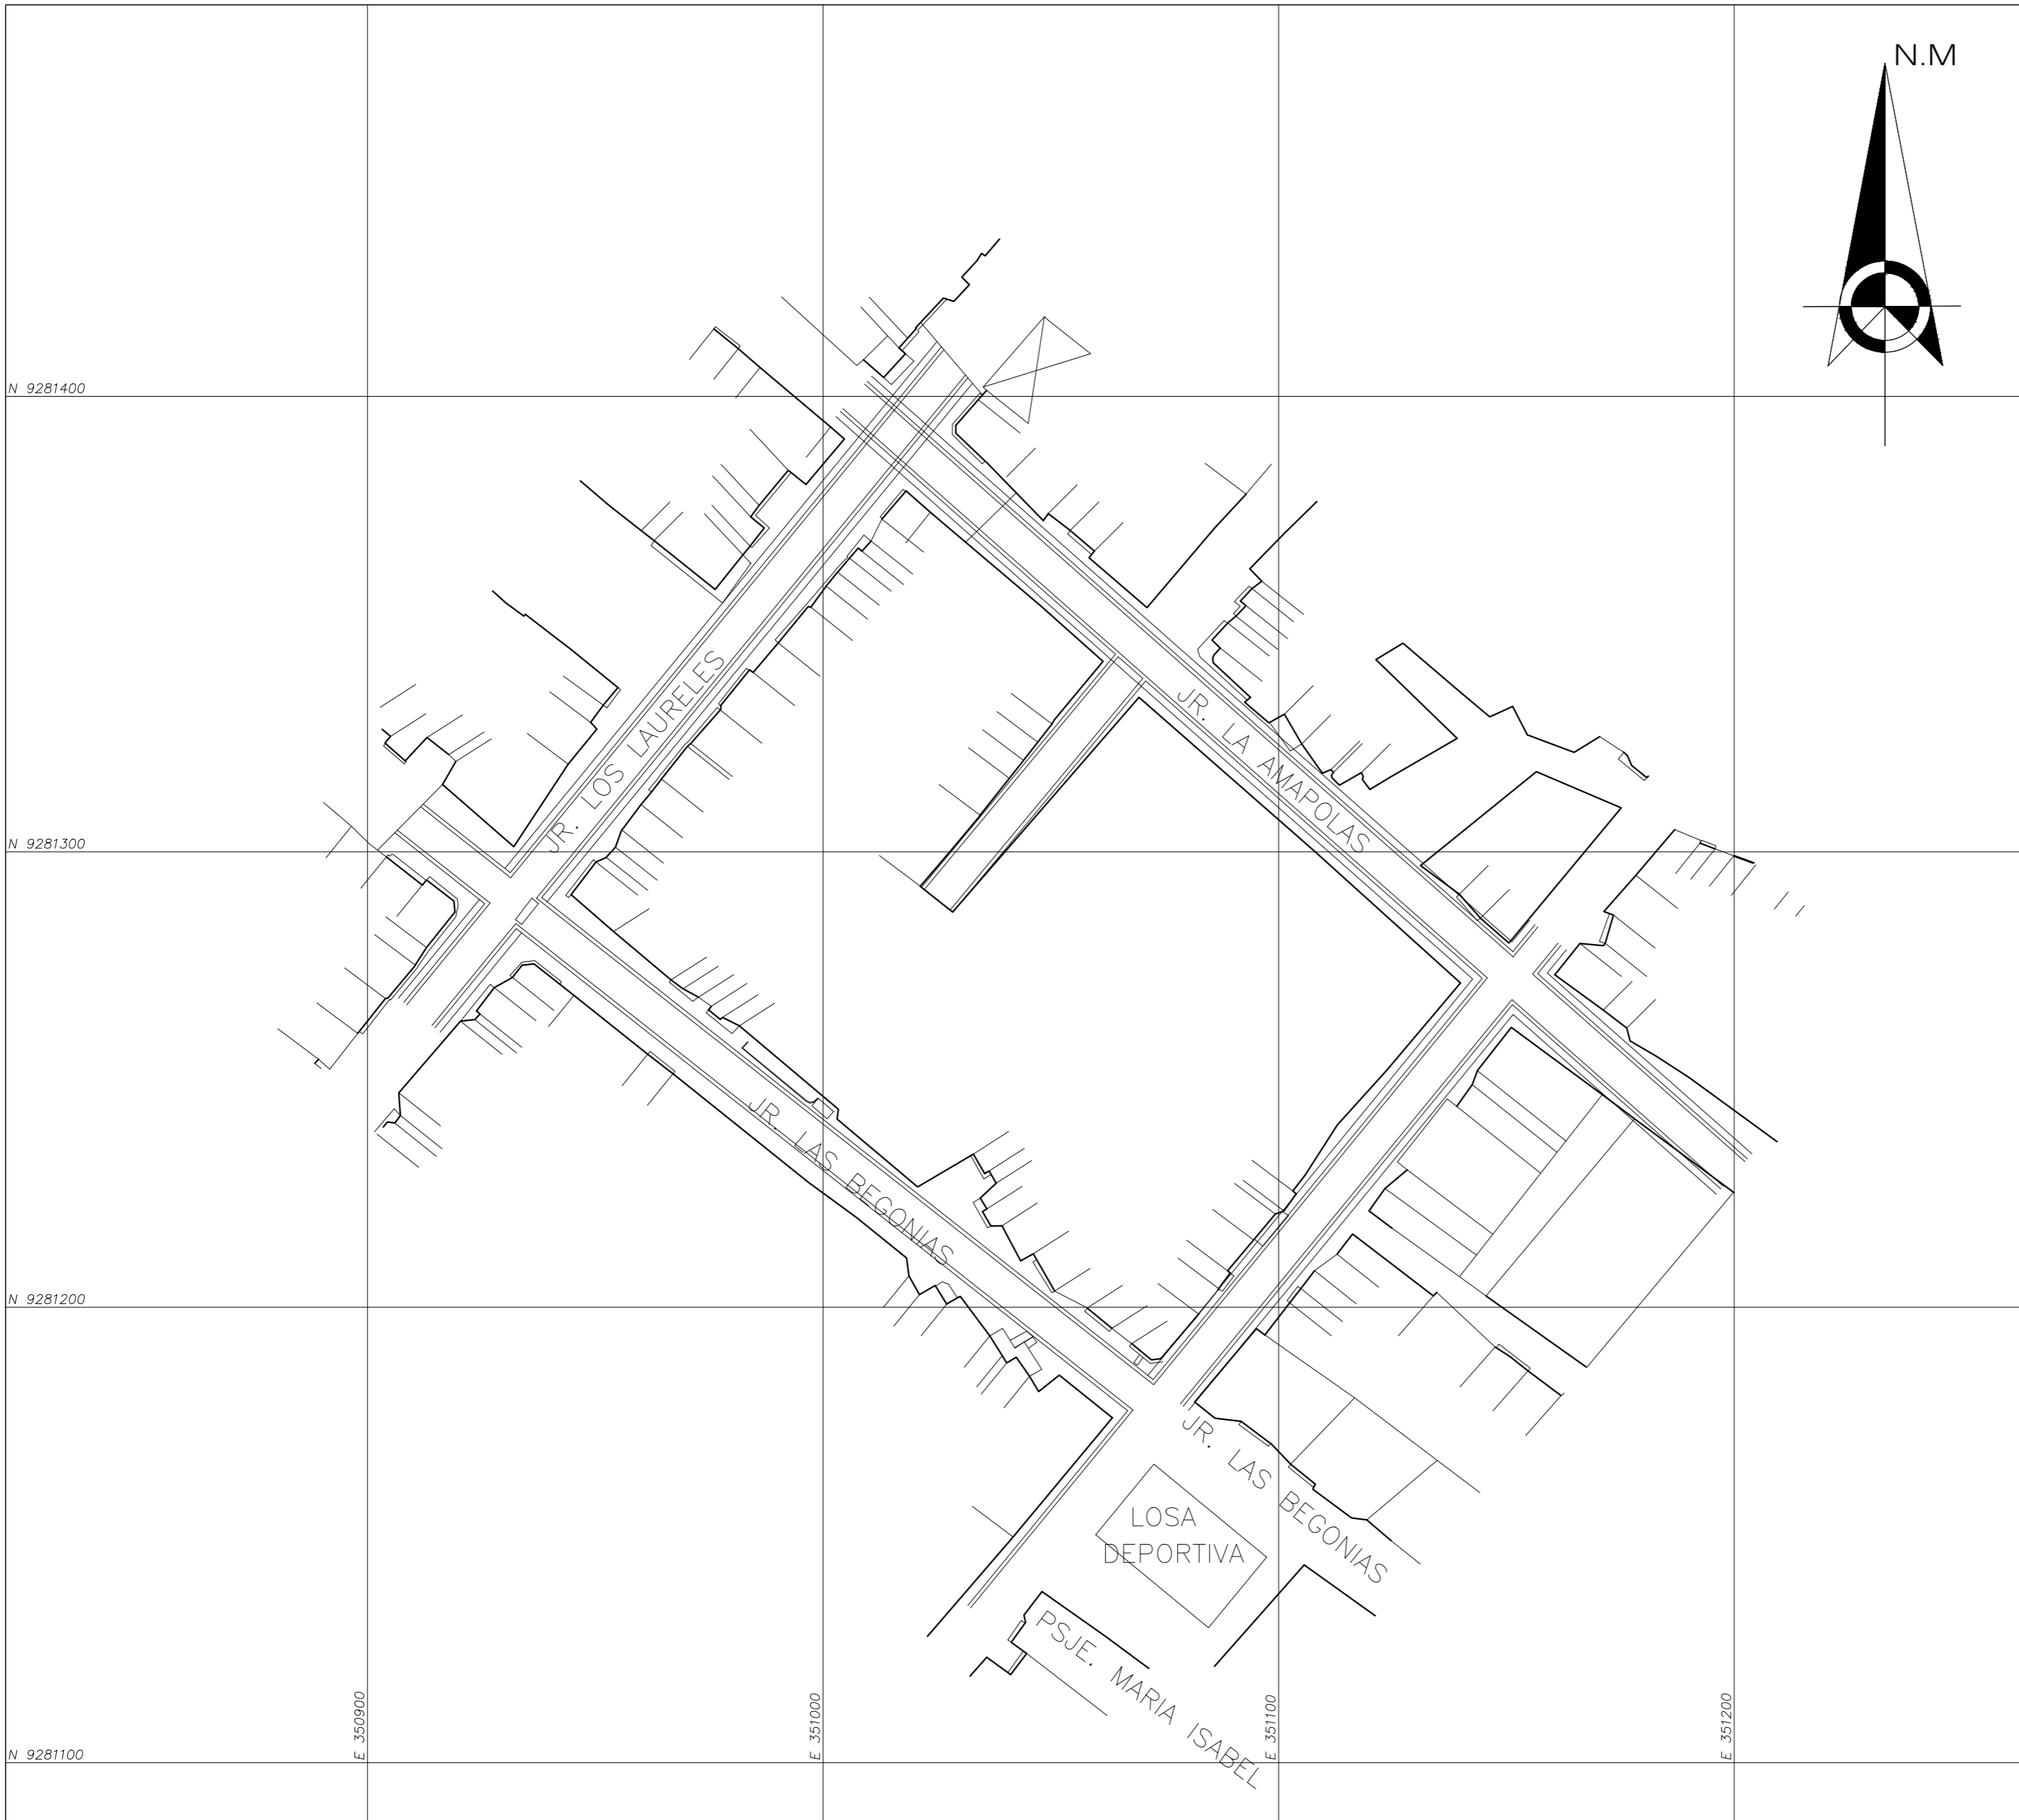 N.M
N 9281400
JR. LOS LAURELES
JR. LA AMAPOLAS
N 9281300
JR. LAS BEGONIAS
N 9281200
JR. LAS BEGONIAS
LOSA
DEPORTIVA
PSJE. MARIA ISABEL
E 350900
E 351000
E 351100
E 351200
N 9281100